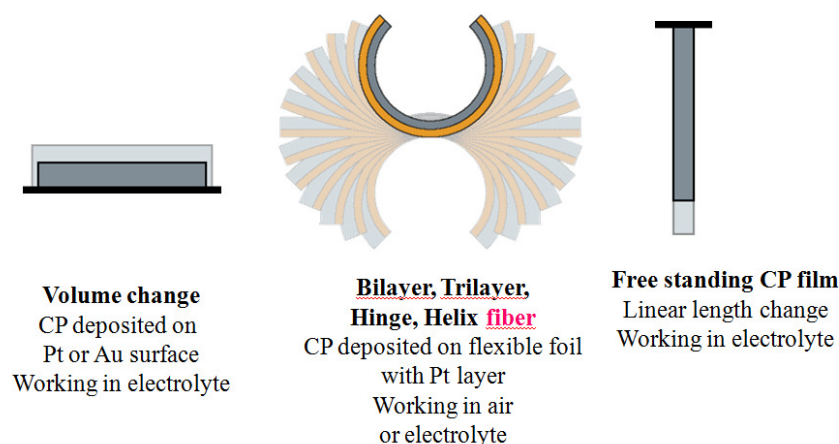 Volume change
CP deposited on
Pt or Au surface
Working in electrolyte
Bilayer, Trilayer,
Hinge, Helix fiber
CP deposited on flexible foil
with Pt layer
Working in air
or electrolyte
Free standing CP film
Linear length change
Working in electrolyte